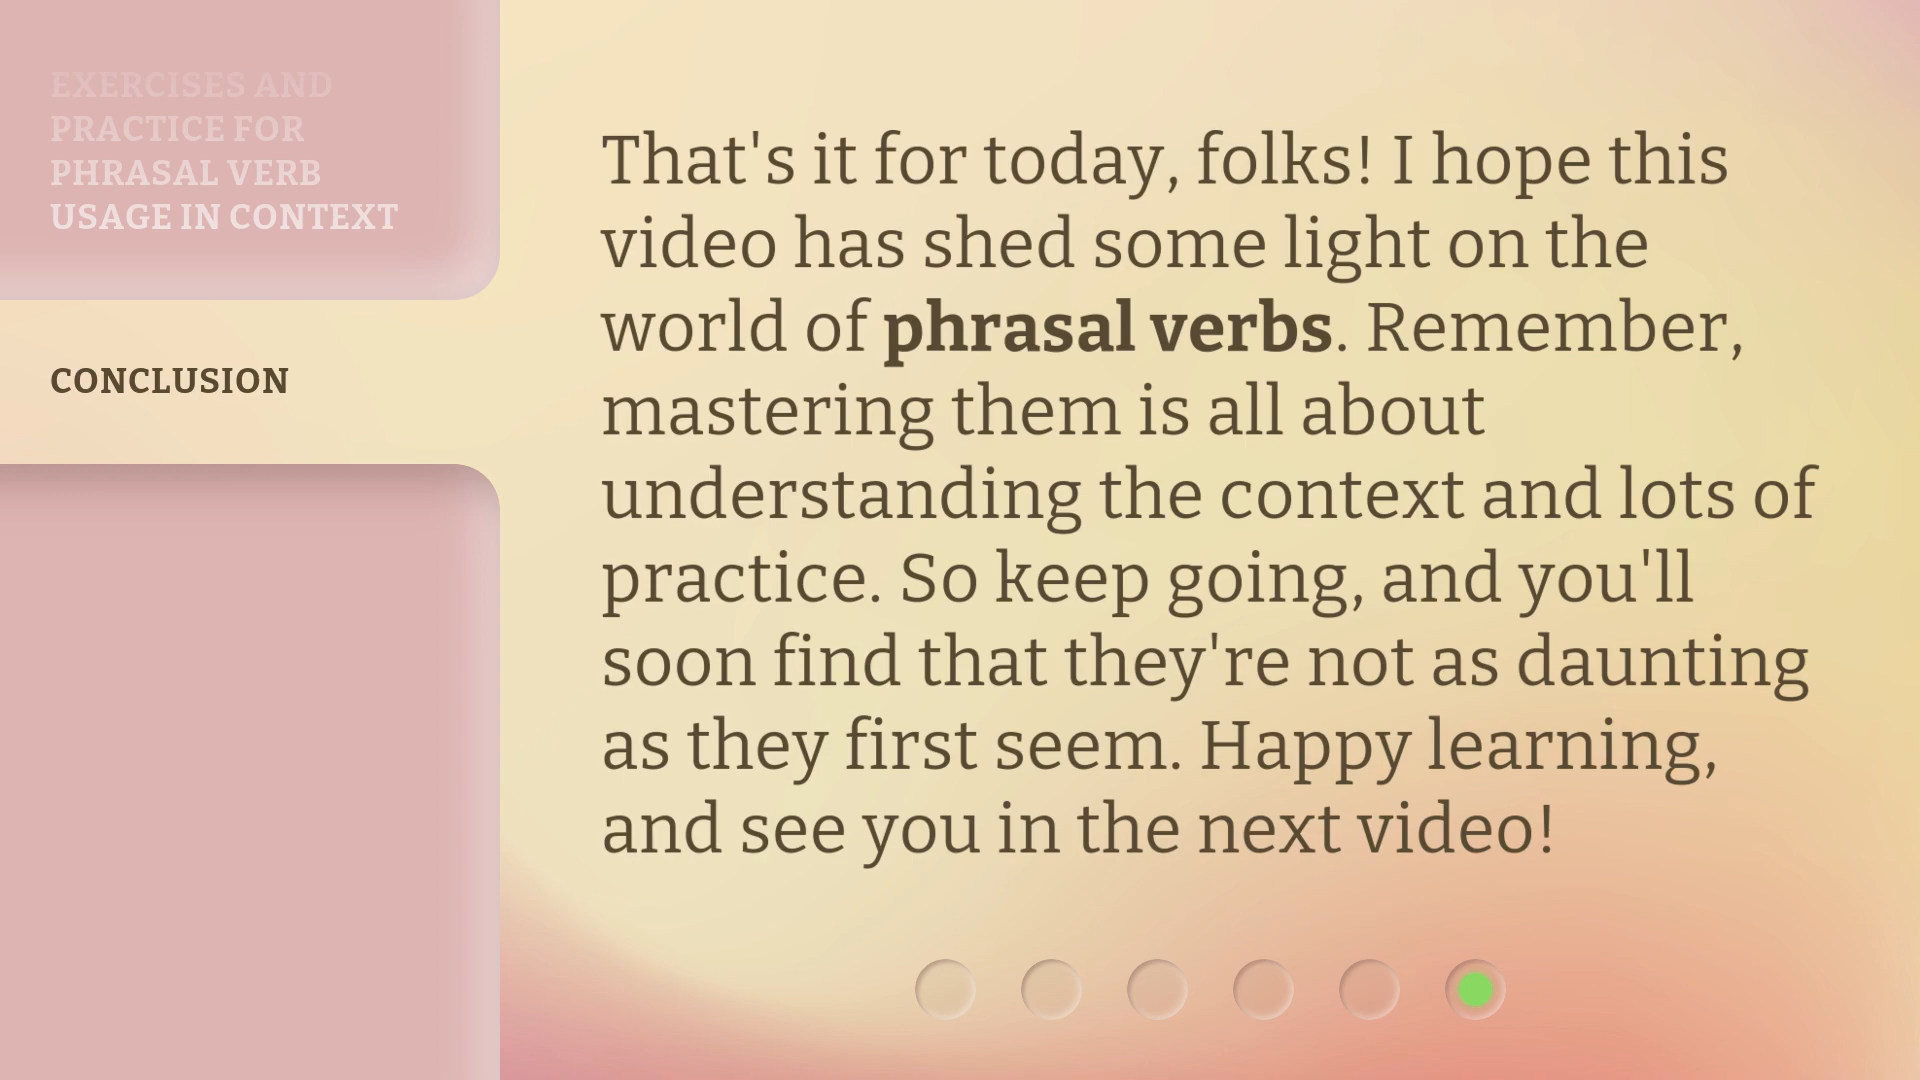 EXERCISES AND
PRACTICE FOR
PHRASAL VERB
USAGE IN CONTEXT
CONCLUSION
That's it for today, folks! I hope this
video has shed some light on the
world of phrasal verbs. Remember,
mastering them is all about
understanding the context and lots of
practice. So keep going, and you'll
soon find that they're not as daunting
as they first seem. Happy learning,
and see you in the next video!